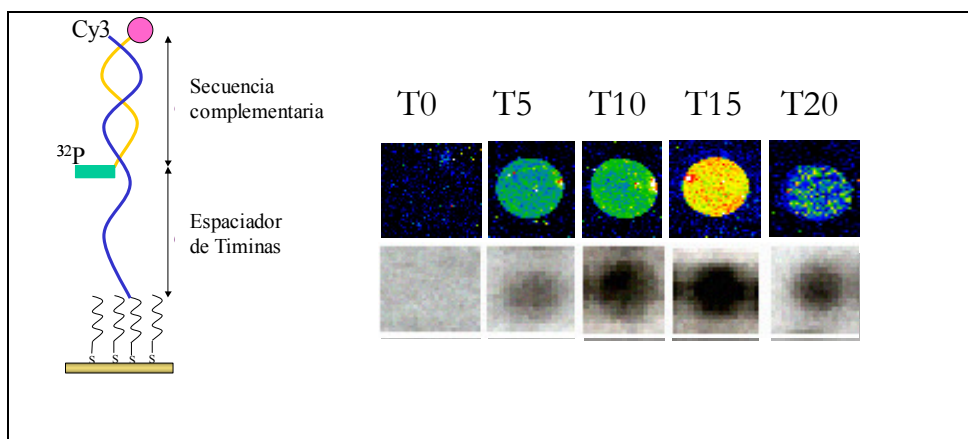 Cy3
Secuencia
complementaria
32P
Espaciador
de Timinas
S S S S
T0 T5 T10 T15 T20